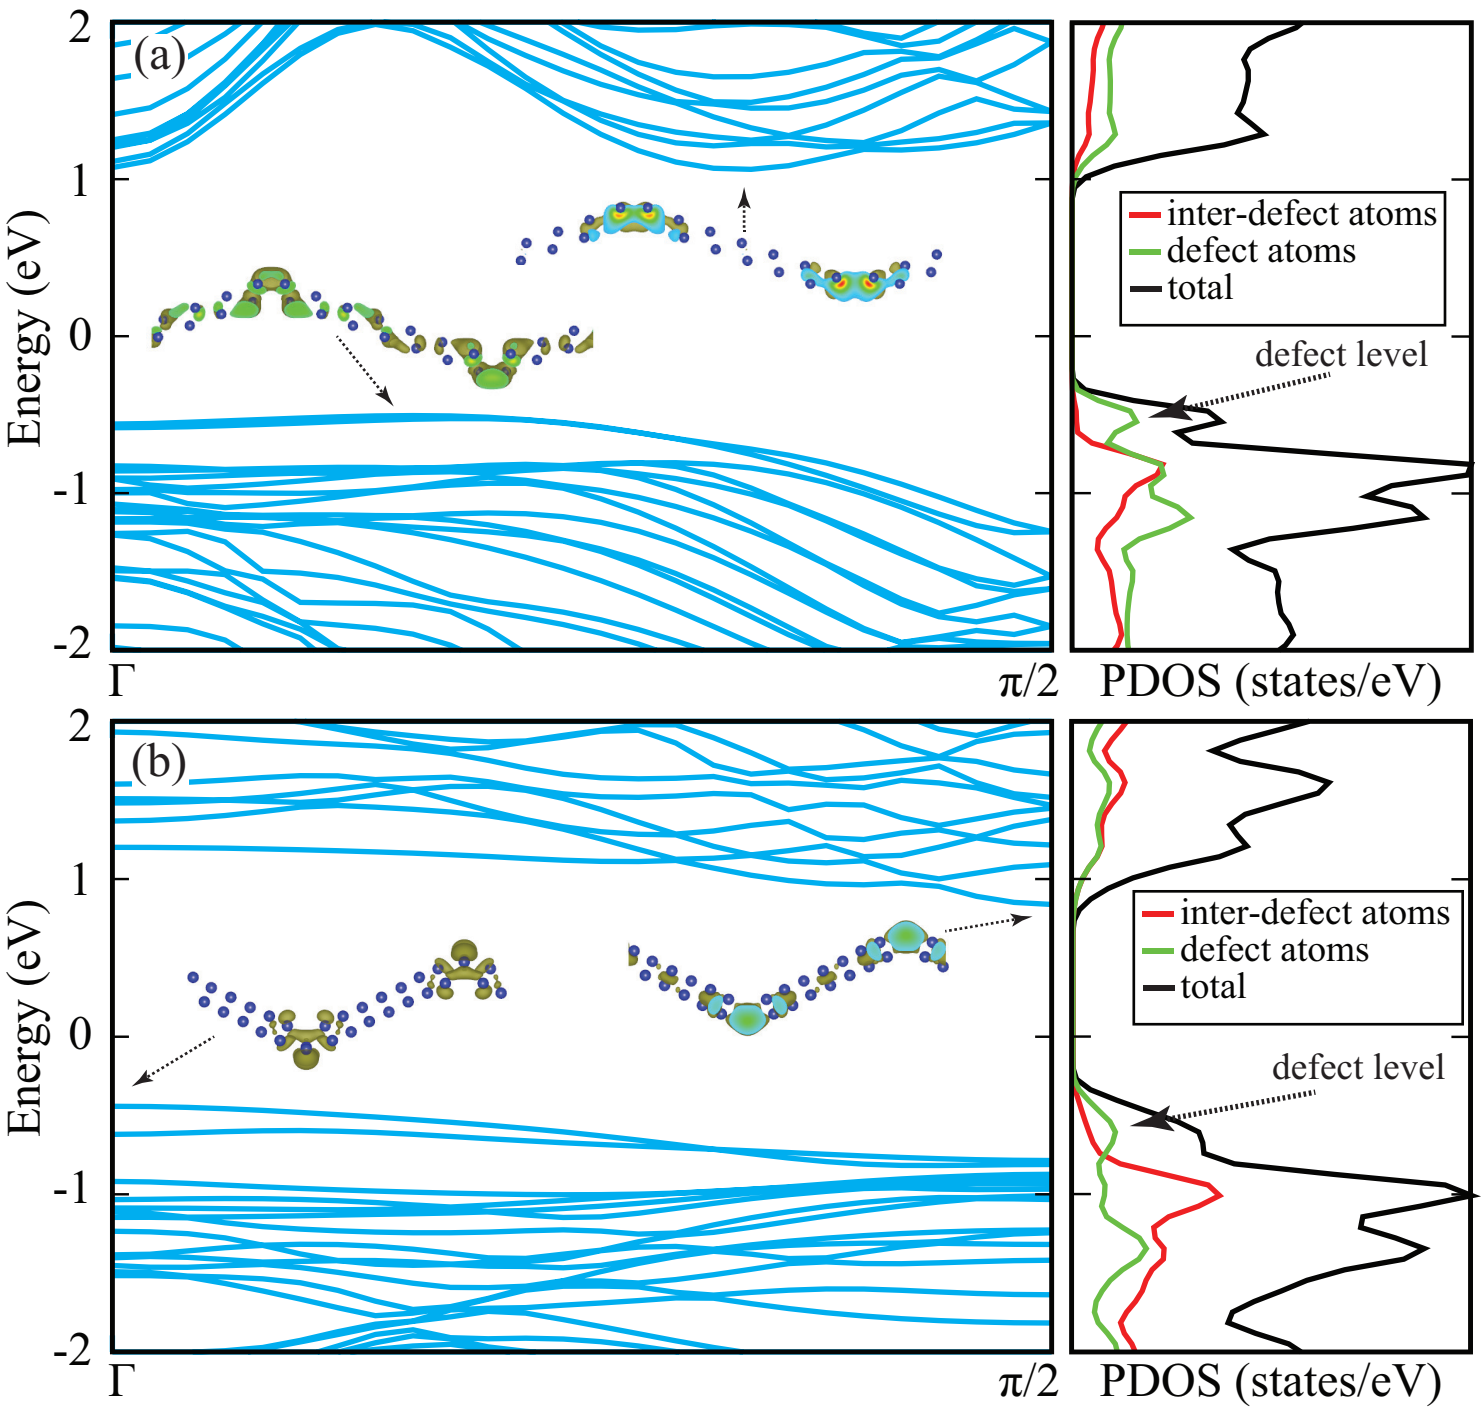 (a)
2
1
0
-1
-2
Energy (eV)
Γ
π/2
inter-defect atoms
defect atoms
total
defect level
PDOS (states/eV)
(b)
2
1
0
-1
-2
Energy (eV)
Γ
π/2
inter-defect atoms
defect atoms
total
defect level
PDOS (states/eV)